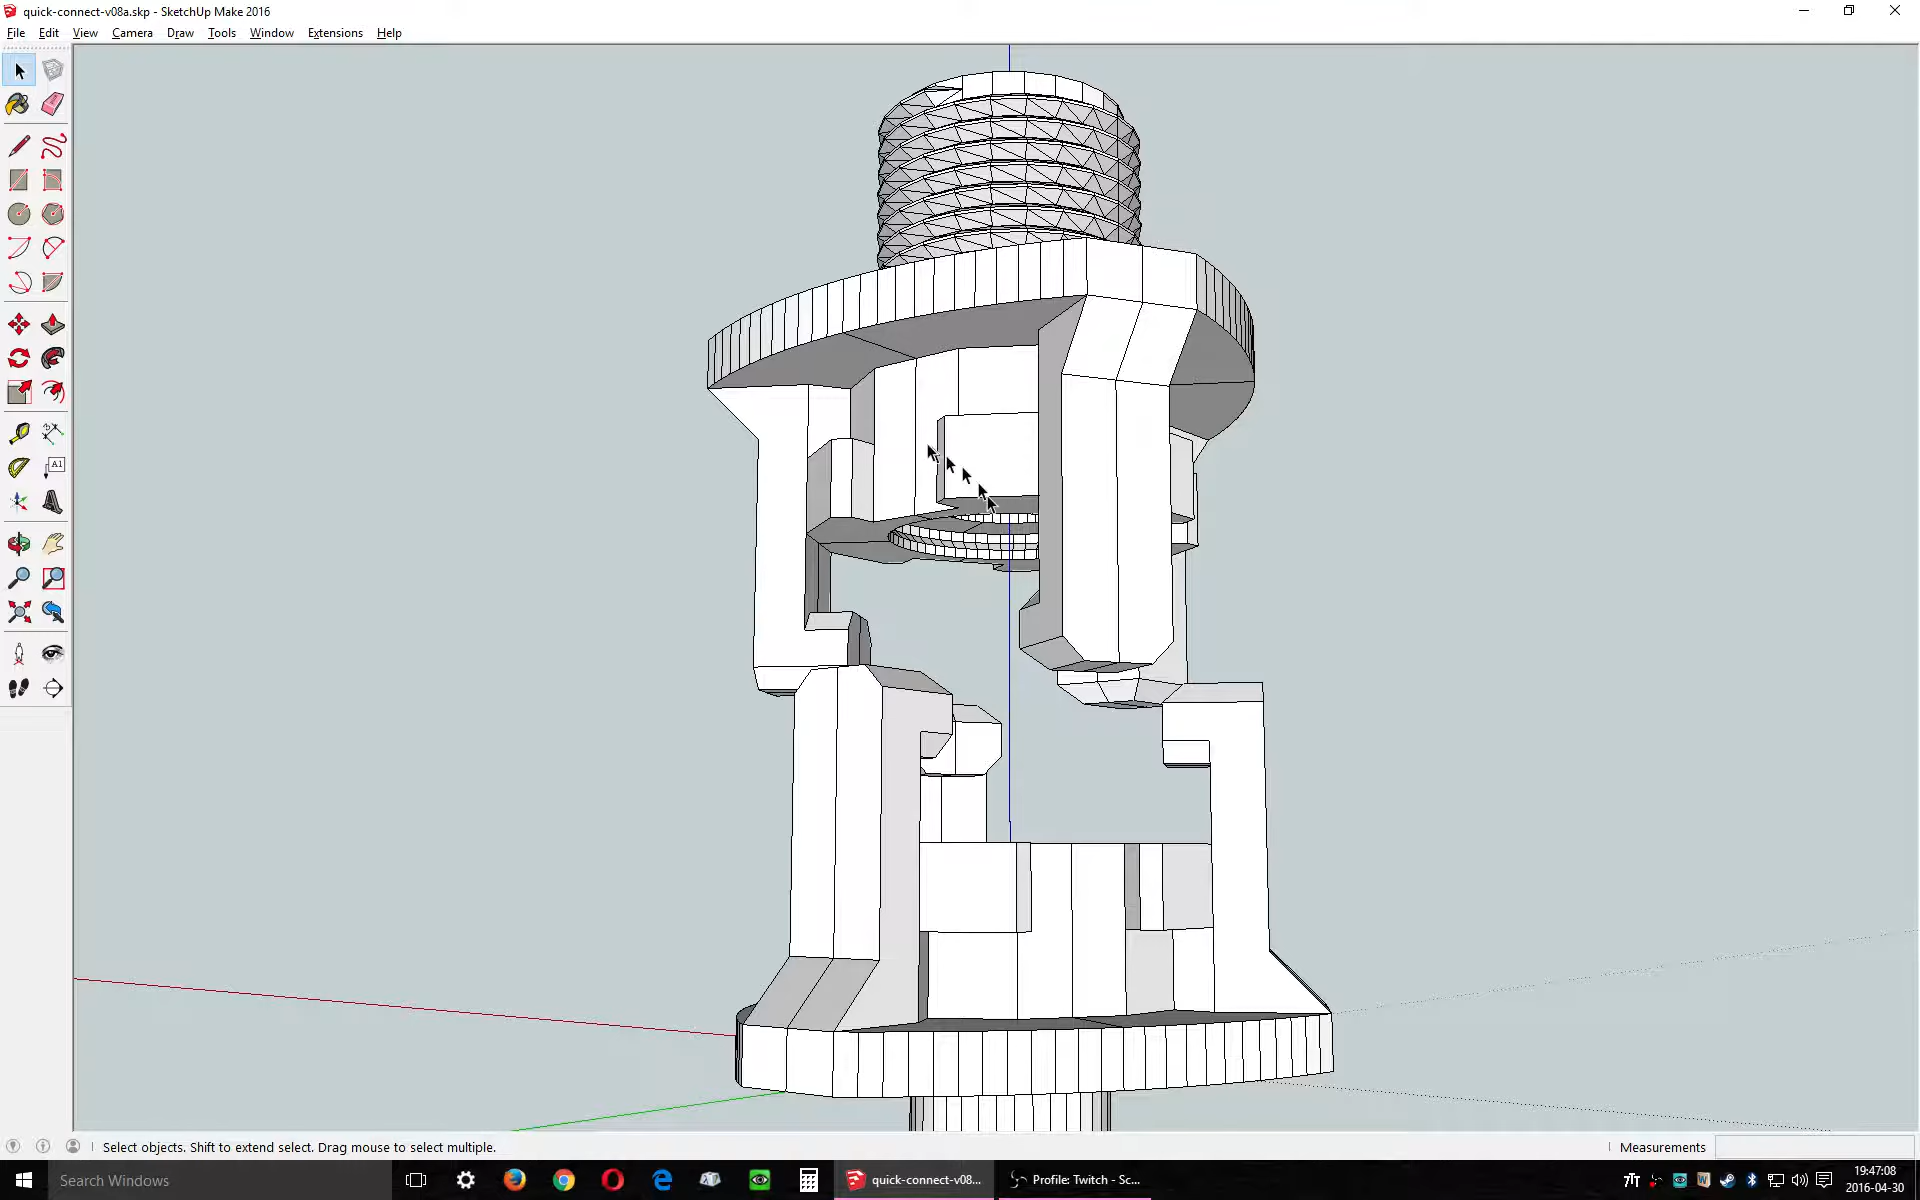 quick-connect-v08a.skp - SketchUp Make 2016
File Edit View Camera Draw Tools Window Extensions Help
A1
Select objects. Shift to extend select. Drag mouse to select multiple.
Measurements
Search Windows
quick-connect-v08...
Profile: Twitch - Sc...
19:47:08
2016-04-30